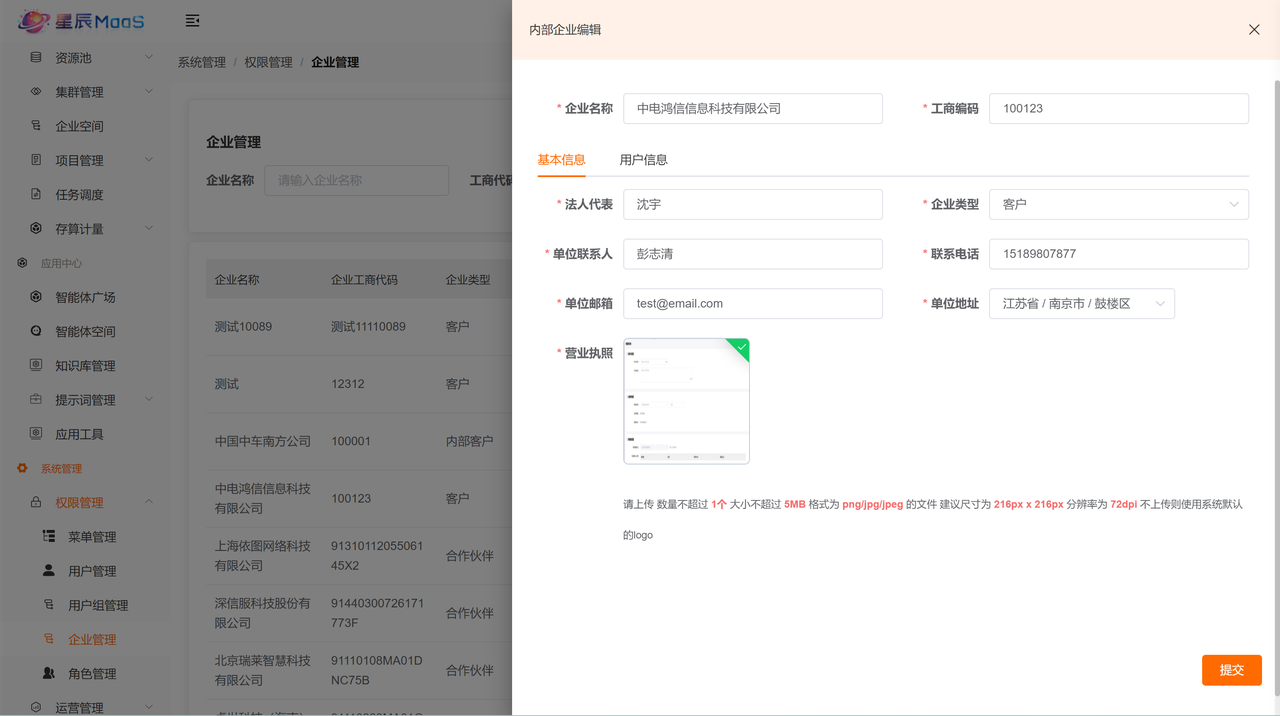 星辰MaaS
资源池
集群管理
企业空间
项目管理
任务调度
存算计量
应用中心
智能体广场
智能体空间
知识库管理
提示词管理
应用工具
系统管理
权限管理
菜单管理
用户管理
用户组管理
企业管理
角色管理
运营管理
系统管理 / 权限管理 / 企业管理
企业管理
企业名称 请输入企业名称 工商代码
企业名称 企业工商代码 企业类型
测试10089 测试11110089 客户
测试 12312 客户
中国中车南方公司 100001 内部客户
中电鸿信信息科技有限公司 100123 客户
上海依图网络科技有限公司 9131011205506145X2 合作伙伴
深信服科技股份有限公司 91440300726171773F 合作伙伴
北京瑞莱智慧科技有限公司 91110108MA01DNC75B 合作伙伴
内部企业编辑
* 企业名称 中电鸿信信息科技有限公司 * 工商编码 100123
基本信息 用户信息
* 法人代表 沈宇 * 企业类型 客户
* 单位联系人 彭志清 * 联系电话 15189807877
* 单位邮箱 test@email.com * 单位地址 江苏省 / 南京市 / 鼓楼区
* 营业执照
请上传 数量不超过 1个 大小不超过 5MB 格式为 png/jpg/jpeg 的文件 建议尺寸为 216px x 216px 分辨率为 72dpi 不上传则使用系统默认
的logo
提交